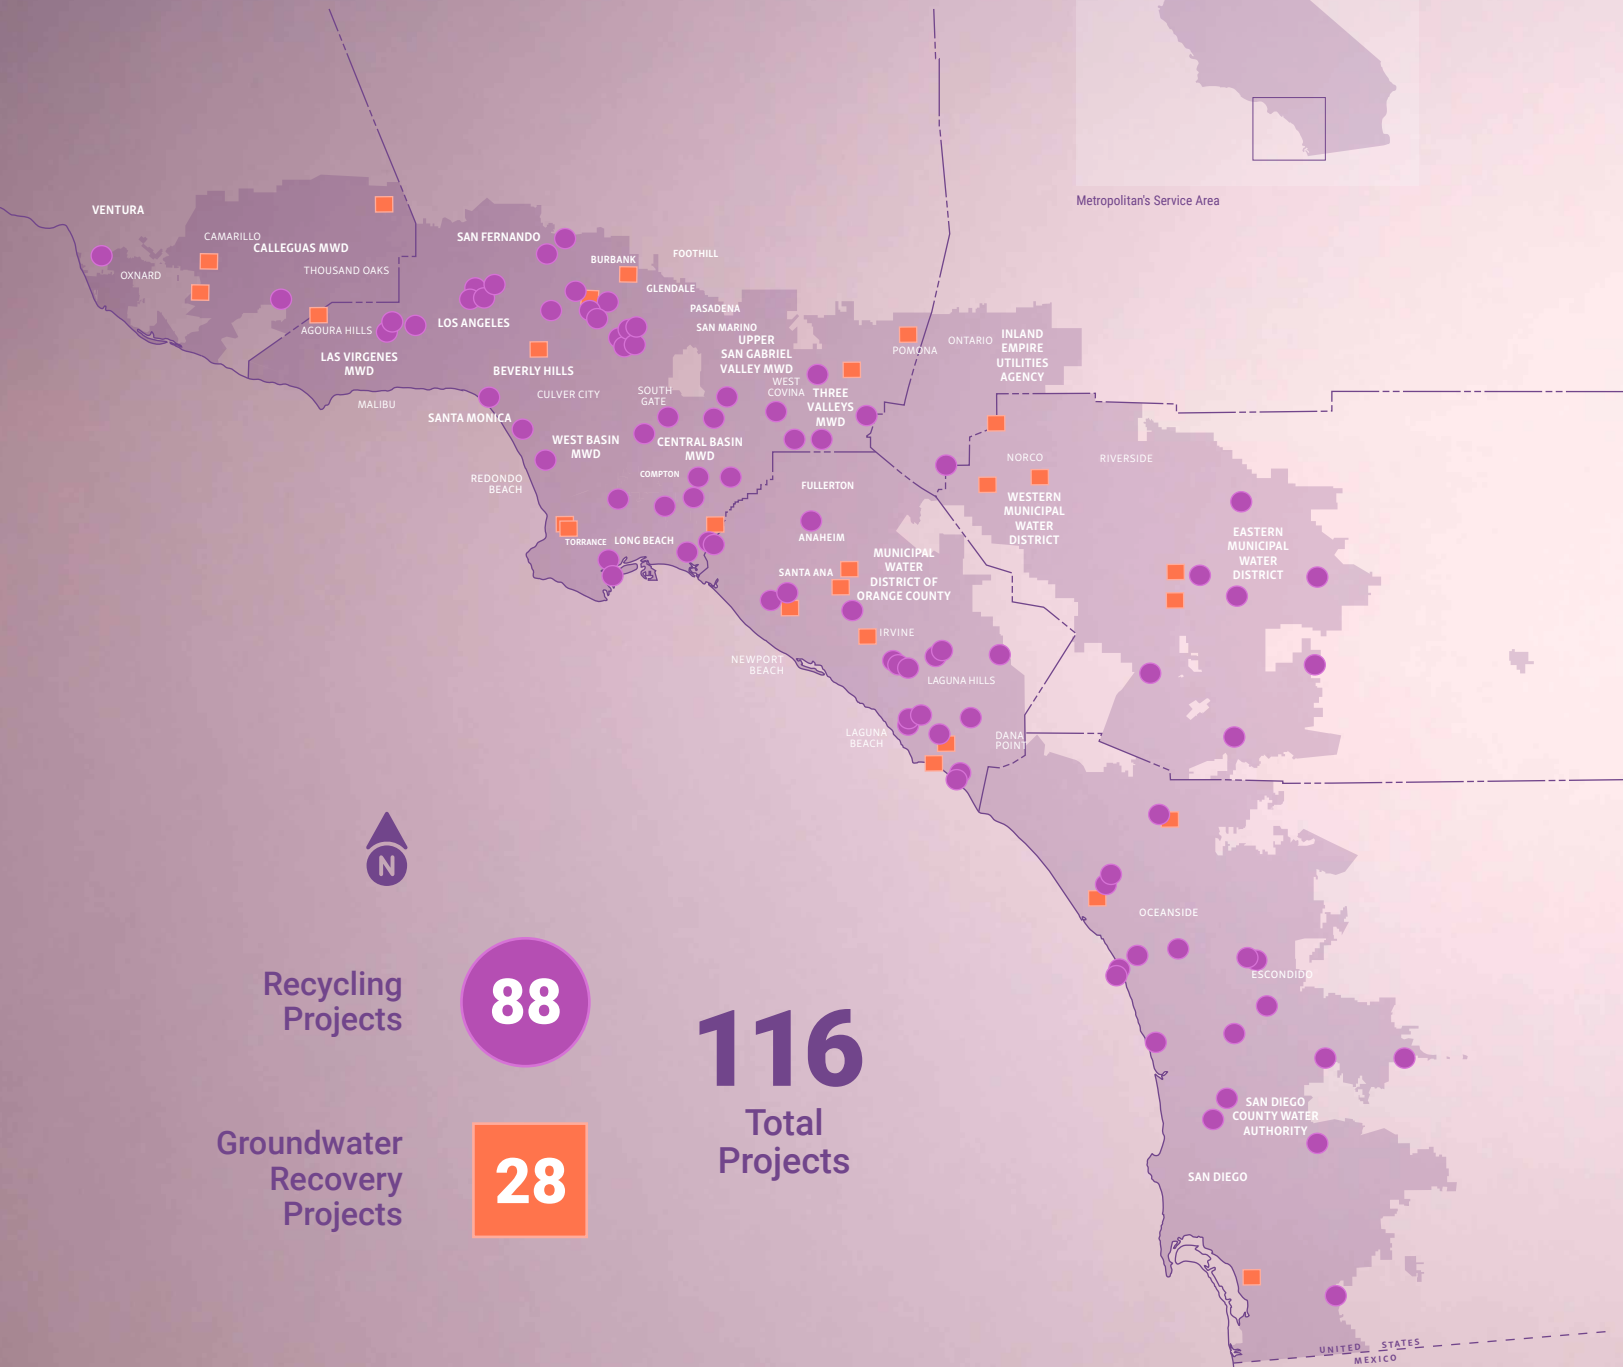 Metropolitan's Service Area
VENTURA
CAMARILLO
CALLEGUAS MWD
OXNARD
THOUSAND OAKS
AGOURA HILLS
LAS VIRGENES
MWD
MALIBU
SAN FERNANDO
BURBANK
FOOTHILL
GLENDALE
LOS ANGELES
PASADENA
SAN MARINO
UPPER
SAN GABRIEL
VALLEY MWD
BEVERLY HILLS
CULVER CITY
SOUTH
GATE
WEST
COVINA
THREE
VALLEYS
MWD
POMONA
ONTARIO
INLAND
EMPIRE
UTILITIES
AGENCY
SANTA MONICA
WEST BASIN
MWD
CENTRAL BASIN
MWD
REDONDO
BEACH
COMPTON
TORRANCE
LONG BEACH
FULLERTON
ANAHEIM
SANTA ANA
MUNICIPAL
WATER
DISTRICT OF
ORANGE COUNTY
NORCO
RIVERSIDE
WESTERN
MUNICIPAL
WATER
DISTRICT
EASTERN
MUNICIPAL
WATER
DISTRICT
IRVINE
NEWPORT
BEACH
LAGUNA HILLS
LAGUNA
BEACH
DANA
POINT
OCEANSIDE
ESCONDIDO
SAN DIEGO
COUNTY WATER
AUTHORITY
SAN DIEGO
UNITED STATES
MEXICO
N
Recycling
Projects
88
Groundwater
Recovery
Projects
28
116
Total
Projects